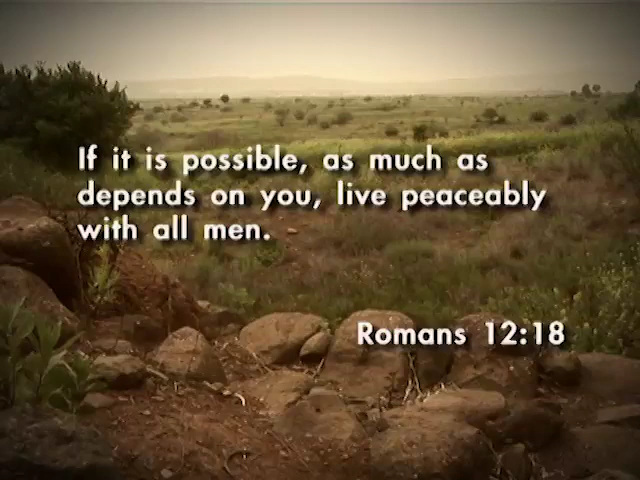 If it is possible, as much as
depends on you, live peaceably
with all men.
Romans 12:18